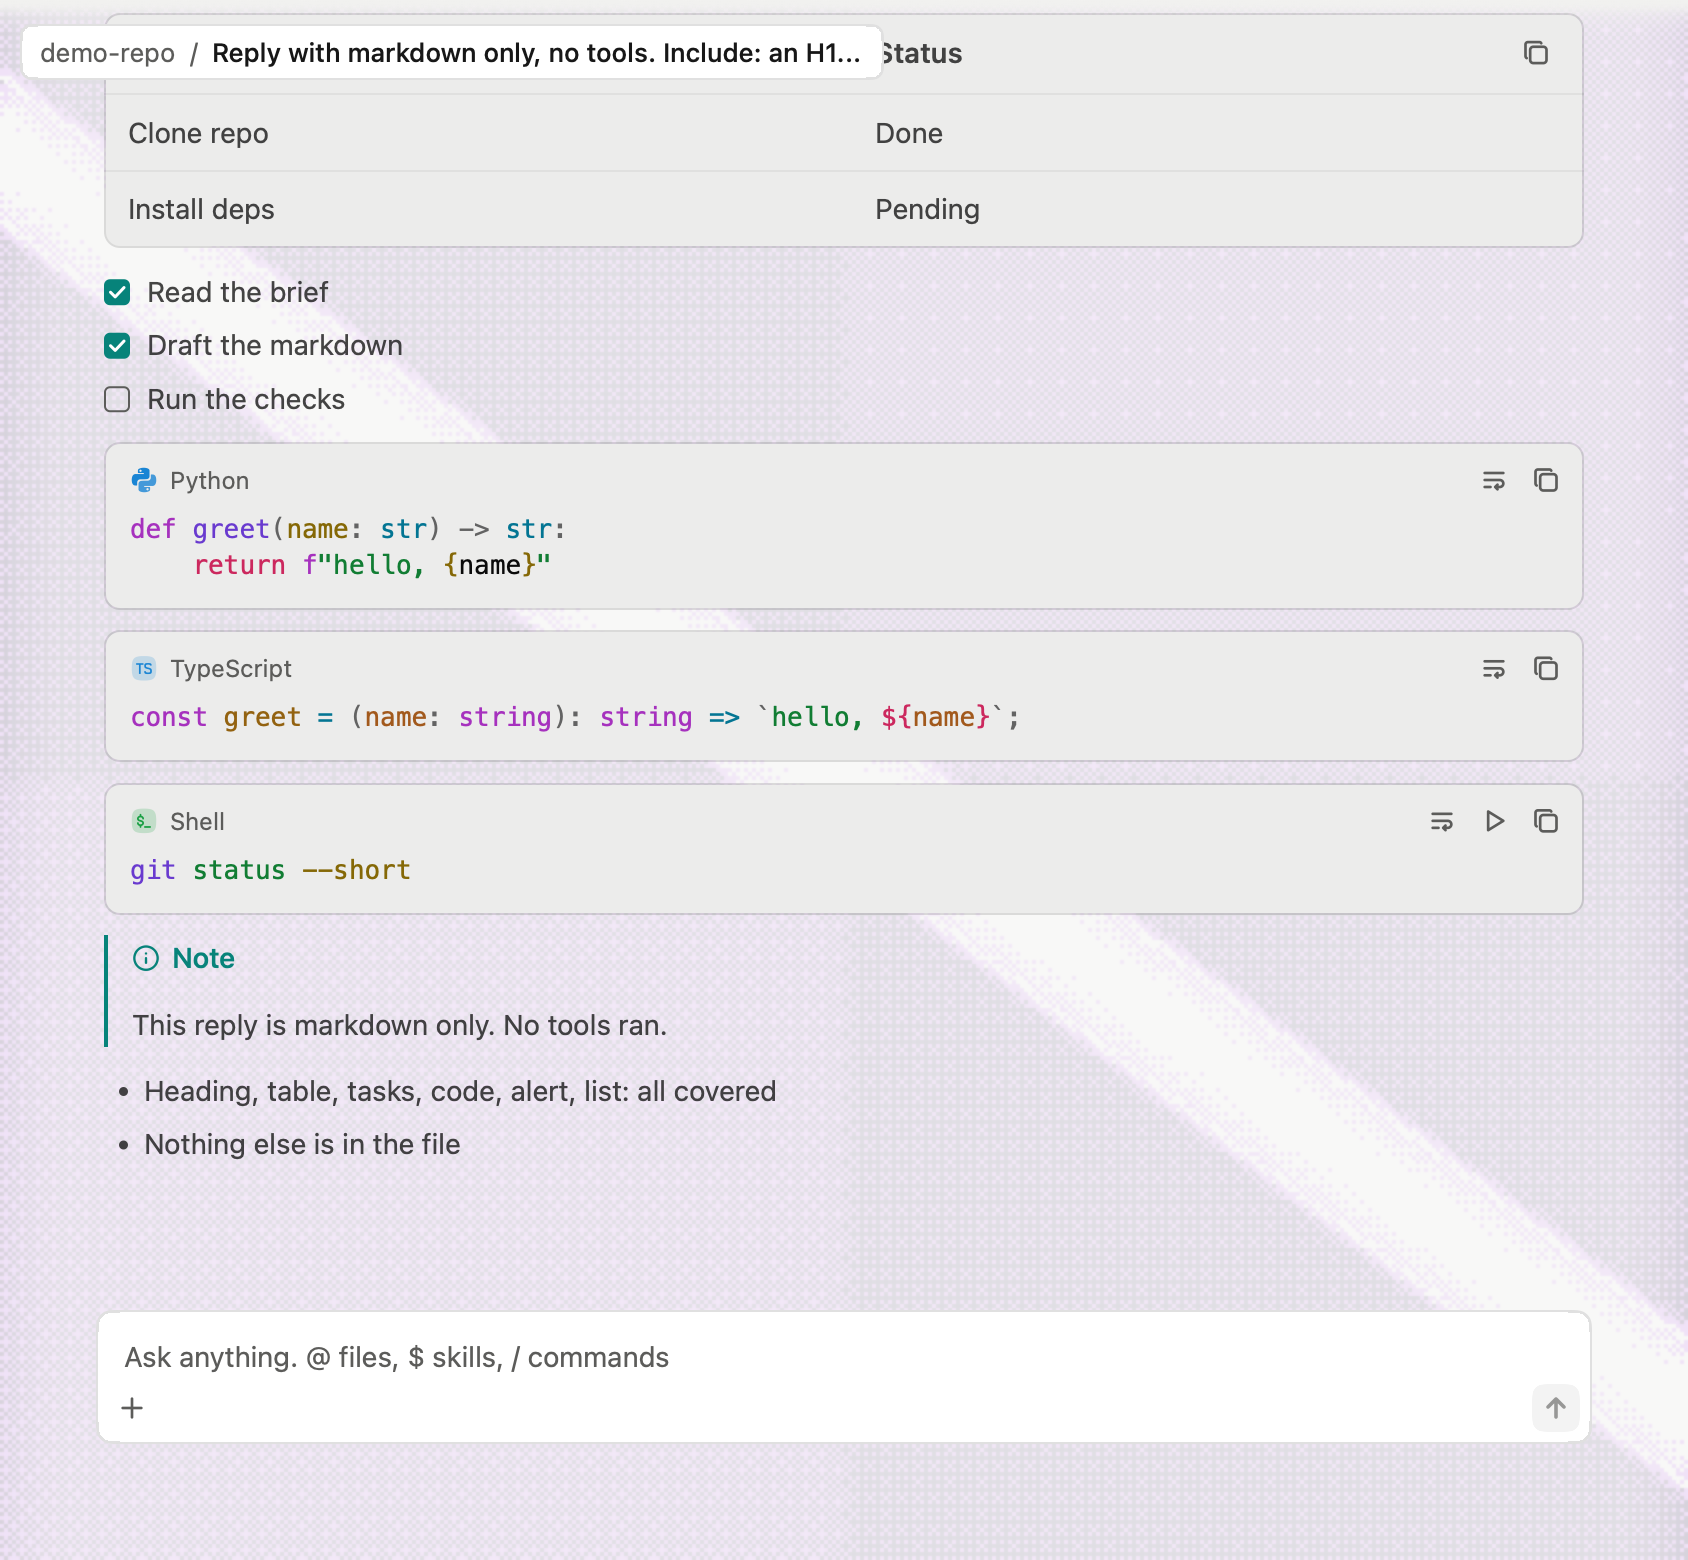 demo-repo / Reply with markdown only, no tools. Include: an H1...
Status
Clone repo Done
Install deps Pending
Read the brief
Draft the markdown
Run the checks
Python
def greet(name: str) -> str:
    return f"hello, {name}"
TS TypeScript
const greet = (name: string): string => `hello, ${name}`;
$_ Shell
git status --short
Note
This reply is markdown only. No tools ran.
• Heading, table, tasks, code, alert, list: all covered
• Nothing else is in the file
Ask anything. @ files, $ skills, / commands